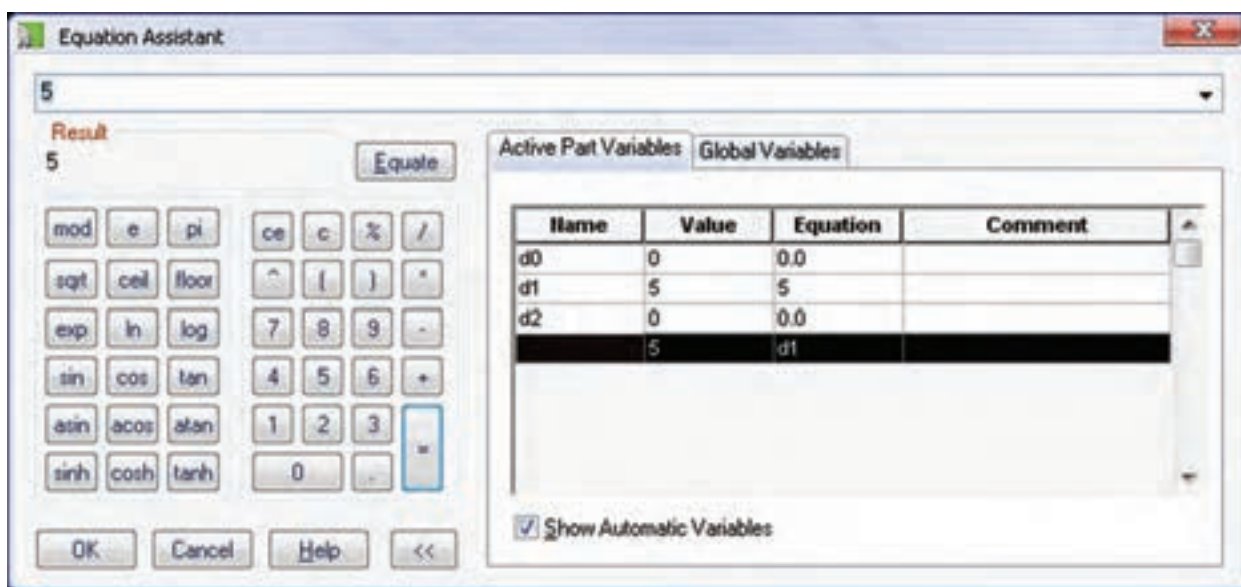 Equation Assistant
5
Result
5
Equate
mod e pi ce c % /
sqrt ceil floor ^ ( ) *
exp ln log 7 8 9 -
sin cos tan 4 5 6 +
asin acos atan 1 2 3 =
sinh cosh tanh 0 .
OK Cancel Help <<
Active Part Variables Global Variables
Name Value Equation Comment
d0 0 0.0
d1 5 5
d2 0 0.0
5 d1
Show Automatic Variables